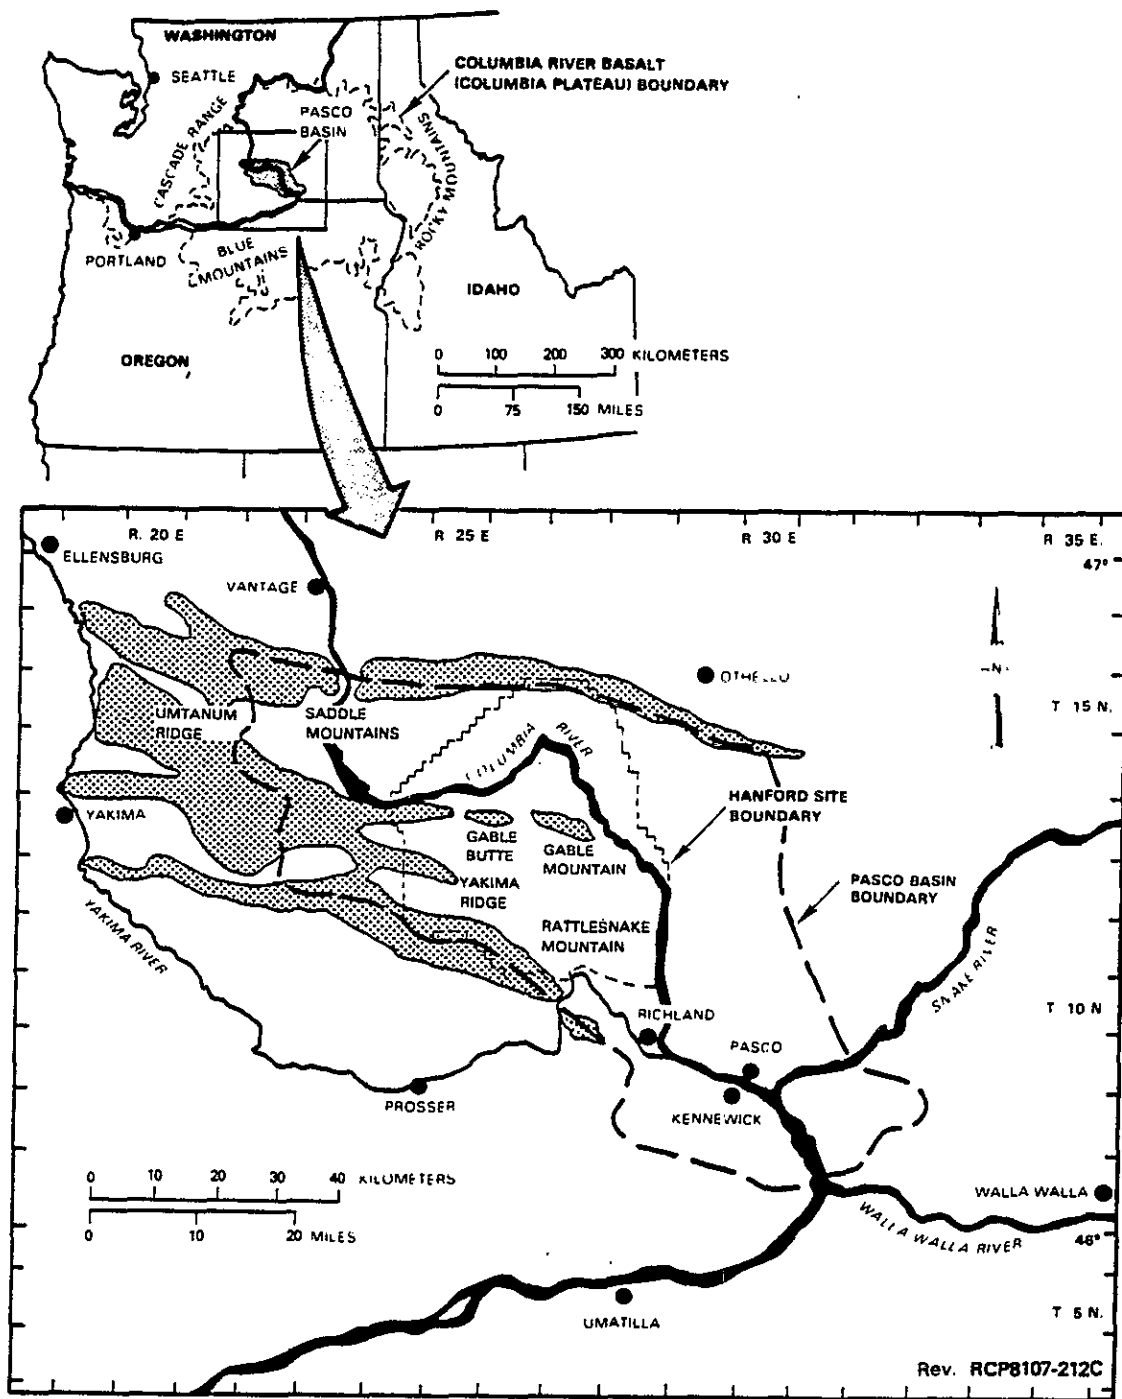 WASHINGTON
SEATTLE
COLUMBIA RIVER BASALT
(COLUMBIA PLATEAU) BOUNDARY
PASCO
BASIN
CASCADE RANGE
ROCKY MOUNTAINS
PORTLAND
BLUE
MOUNTAINS
IDAHO
OREGON
0 100 200 300 KILOMETERS
0 75 150 MILES
R. 20 E
R 25 E
R 30 E
R 35 E.
ELLENSBURG
47°
VANTAGE
N
OTHELLO
T 15 N.
UMTANUM
RIDGE
SADDLE
MOUNTAINS
COLUMBIA
RIVER
HANFORD SITE
BOUNDARY
YAKIMA
GABLE
BUTTE
GABLE
MOUNTAIN
YAKIMA
RIDGE
PASCO BASIN
BOUNDARY
YAKIMA RIVER
RATTLESNAKE
MOUNTAIN
SNAKE RIVER
T 10 N
RICHLAND
PASCO
PROSSER
KENNEWICK
0 10 20 30 40 KILOMETERS
0 10 20 MILES
WALLA WALLA
WALLA WALLA RIVER
46°
UMATILLA
T 5 N.
Rev. RCP8107-212C